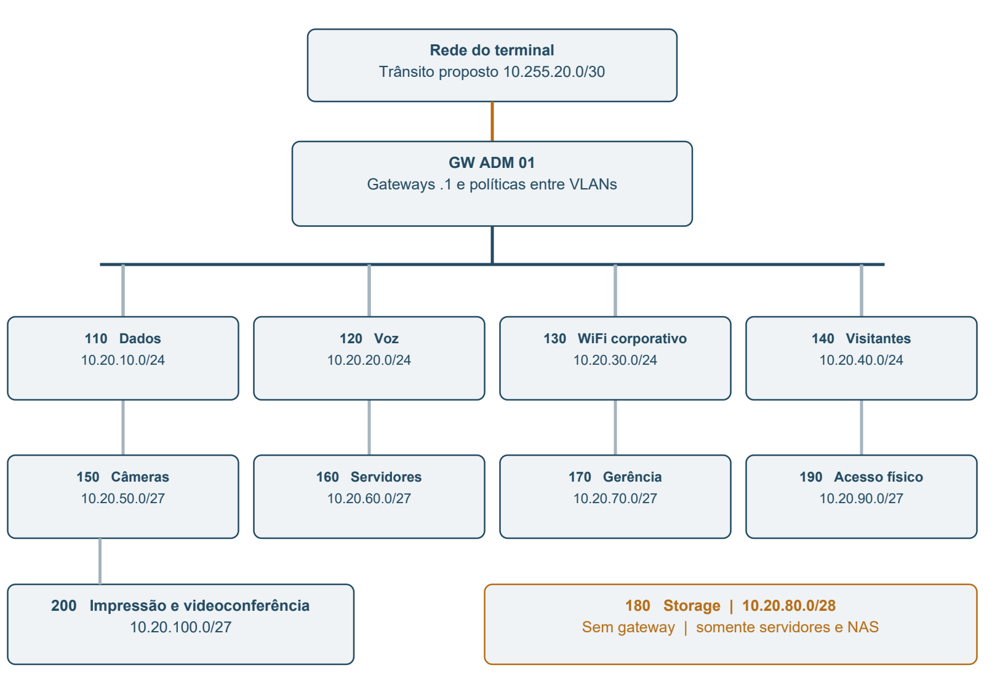 Rede do terminal
Trânsito proposto 10.255.20.0/30
GW ADM 01
Gateways .1 e políticas entre VLANs
110 Dados
10.20.10.0/24
120 Voz
10.20.20.0/24
130 WiFi corporativo
10.20.30.0/24
140 Visitantes
10.20.40.0/24
150 Câmeras
10.20.50.0/27
160 Servidores
10.20.60.0/27
170 Gerência
10.20.70.0/27
190 Acesso físico
10.20.90.0/27
200 Impressão e videoconferência
10.20.100.0/27
180 Storage | 10.20.80.0/28
Sem gateway | somente servidores e NAS